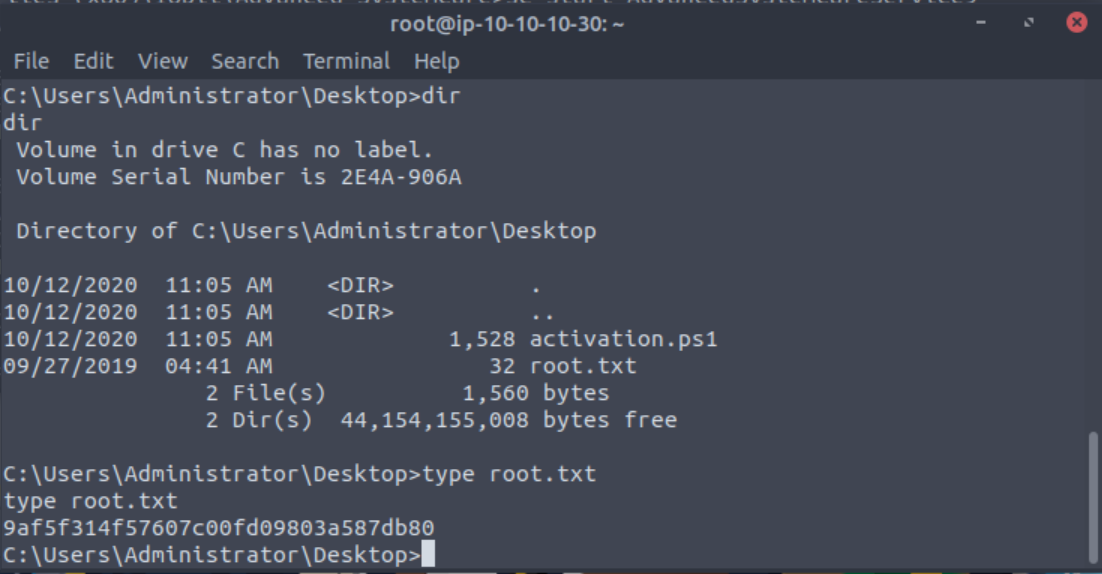 root@ip-10-10-10-30: ~
File Edit View Search Terminal Help
C:\Users\Administrator\Desktop>dir
dir
 Volume in drive C has no label.
 Volume Serial Number is 2E4A-906A
 Directory of C:\Users\Administrator\Desktop
10/12/2020  11:05 AM    <DIR>          .
10/12/2020  11:05 AM    <DIR>          ..
10/12/2020  11:05 AM             1,528 activation.ps1
09/27/2019  04:41 AM                32 root.txt
               2 File(s)          1,560 bytes
               2 Dir(s)  44,154,155,008 bytes free
C:\Users\Administrator\Desktop>type root.txt
type root.txt
9af5f314f57607c00fd09803a587db80
C:\Users\Administrator\Desktop>